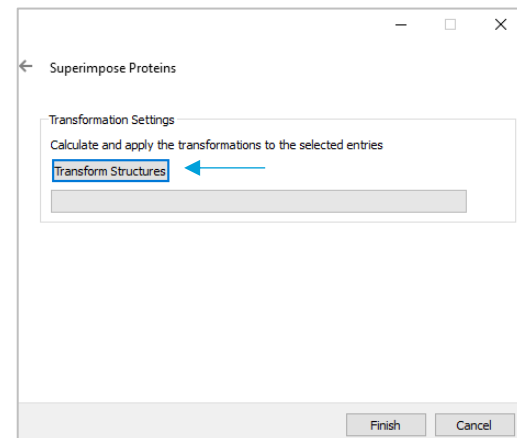 Superimpose Proteins
Transformation Settings
Calculate and apply the transformations to the selected entries
Transform Structures
Finish
Cancel